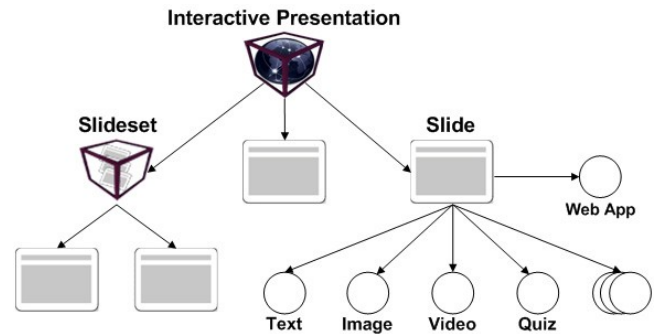 Interactive Presentation
Slideset
Slide
Web App
Text
Image
Video
Quiz